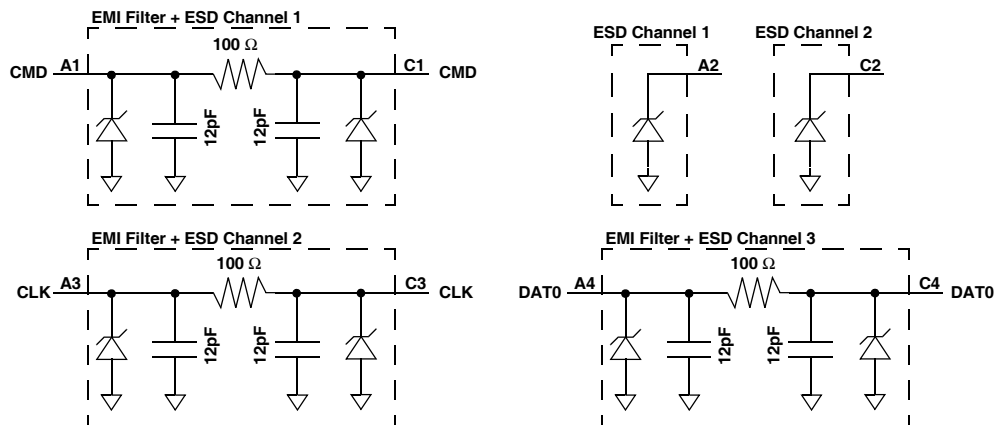 EMI Filter + ESD Channel 1
100 Ω
CMD A1 C1 CMD
12pF 12pF
ESD Channel 1
A2
ESD Channel 2
C2
EMI Filter + ESD Channel 2
100 Ω
CLK A3 C3 CLK
12pF 12pF
EMI Filter + ESD Channel 3
100 Ω
DAT0 A4 C4 DAT0
12pF 12pF